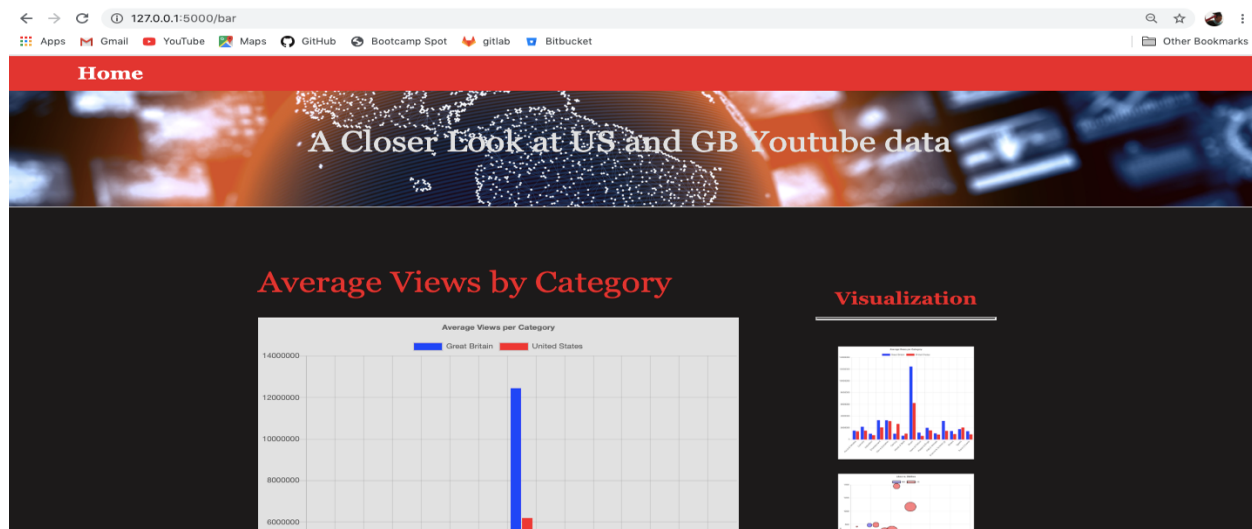 127.0.0.1:5000/bar
Apps Gmail YouTube Maps GitHub Bootcamp Spot gitlab Bitbucket Other Bookmarks
Home
A Closer Look at US and GB Youtube data
Average Views by Category
Visualization
Average Views per Category
Great Britain United States
14000000
12000000
10000000
8000000
6000000